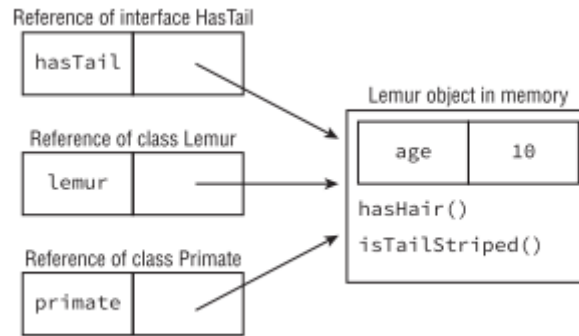 Reference of interface HasTail
hasTail
Lemur object in memory
age 10
Reference of class Lemur
lemur
hasHair()
isTailStriped()
Reference of class Primate
primate